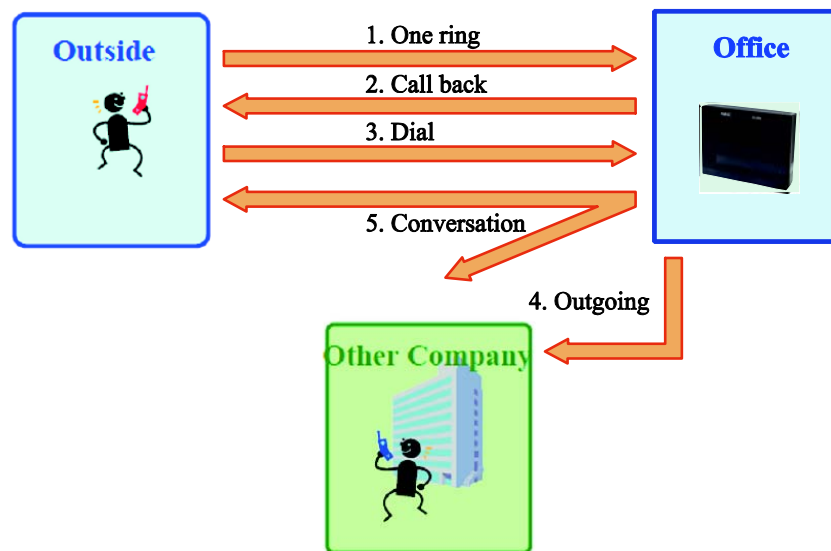 Outside
1. One ring
Office
2. Call back
3. Dial
5. Conversation
4. Outgoing
Other Company